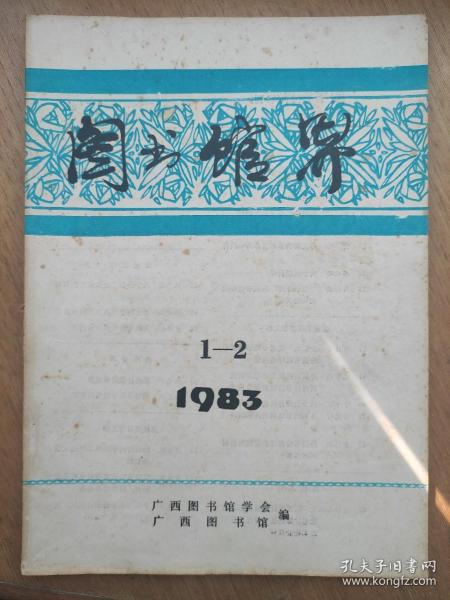 图书馆界
1—2
1983
广西图书馆学会
广西图书馆
编
孔夫子旧书网
www.kongfz.com